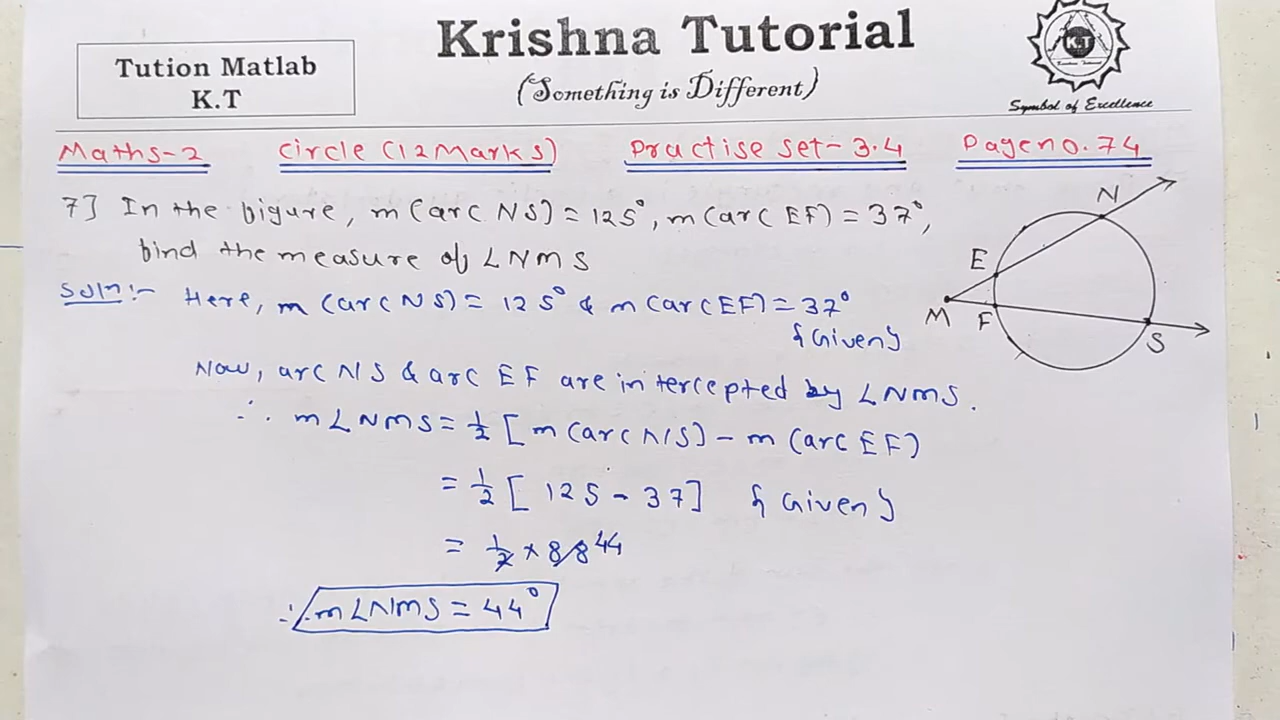 Tution Matlab
K.T
Krishna Tutorial
(Something is Different)
K.T
Symbol of Excellence
Maths-2 Circle (12 Marks) Practise set-3.4 Page no. 74
7] In the figure, m(arc NS) = 125°, m(arc EF) = 37°,
find the measure of ∠NMS
Soln:- Here, m(arc NS) = 125° & m(arc EF) = 37°
{Given}
Now, arc NS & arc EF are intercepted by ∠NMS.
∴ m∠NMS = 1/2 [m(arc NS) - m(arc EF)
= 1/2 [125 - 37] {Given}
= 1/2 × 88 44
∴ m∠NMS = 44°
N
E
M
F
S